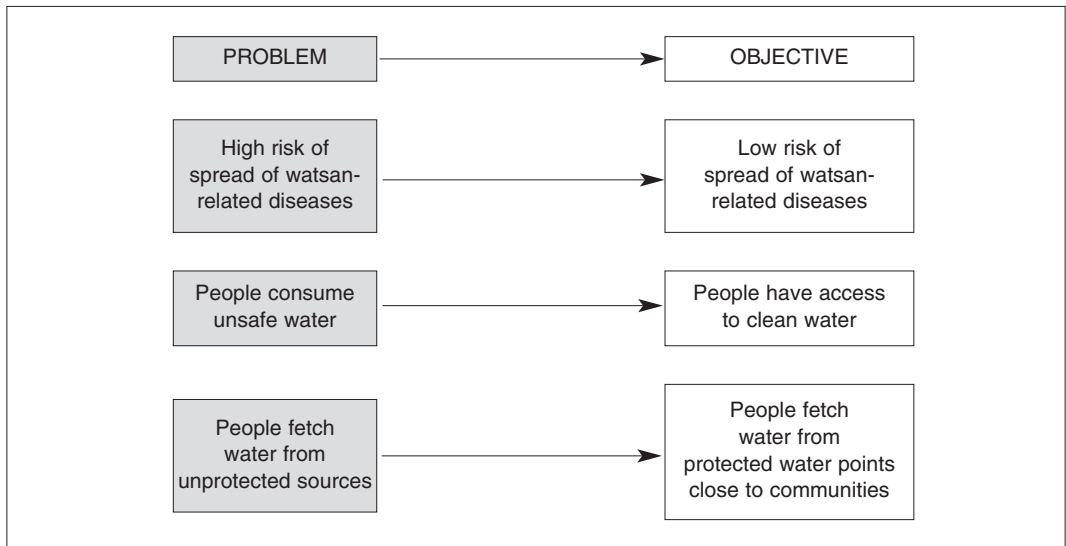 PROBLEM
OBJECTIVE
High risk of
spread of watsan-
related diseases
Low risk of
spread of watsan-
related diseases
People consume
unsafe water
People have access
to clean water
People fetch
water from
unprotected sources
People fetch
water from
protected water points
close to communities